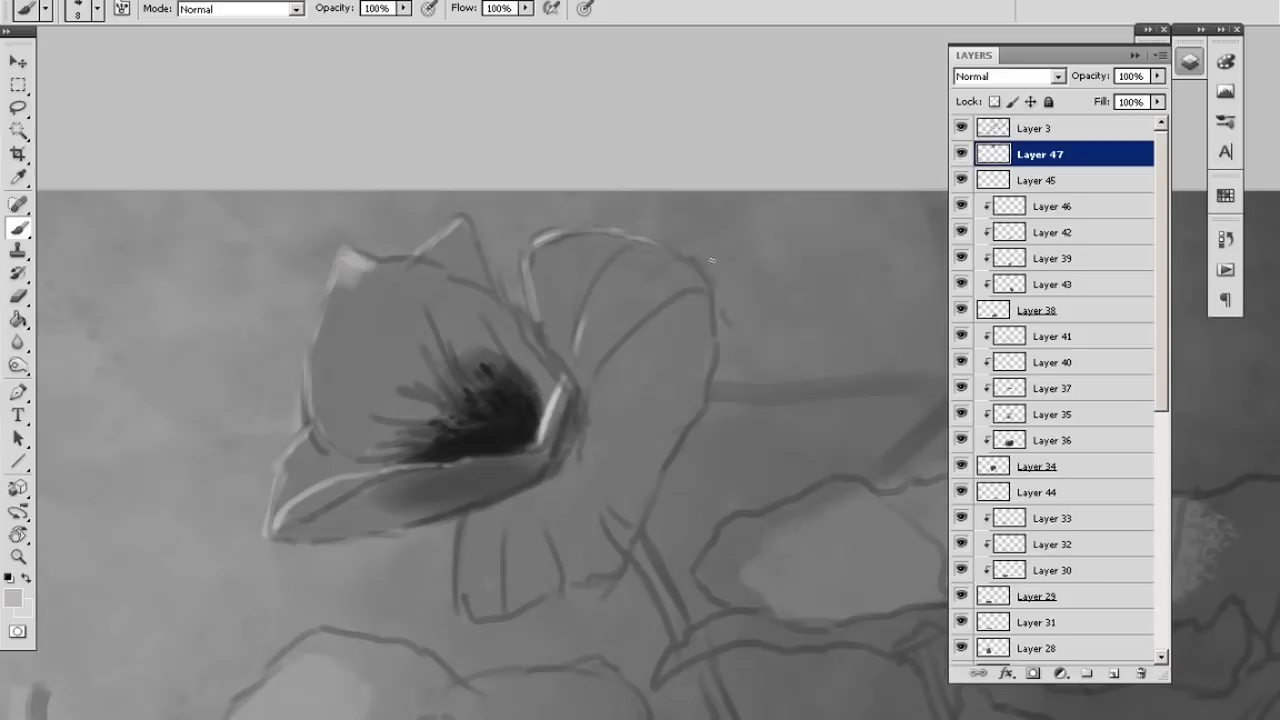 8
Mode: Normal
Opacity: 100%
Flow: 100%
LAYERS
Normal
Opacity: 100%
Lock:
Fill: 100%
Layer 3
Layer 47
Layer 45
Layer 46
Layer 42
Layer 39
Layer 43
Layer 38
Layer 41
Layer 40
Layer 37
Layer 35
Layer 36
Layer 34
Layer 44
Layer 33
Layer 32
Layer 30
Layer 29
Layer 31
Layer 28